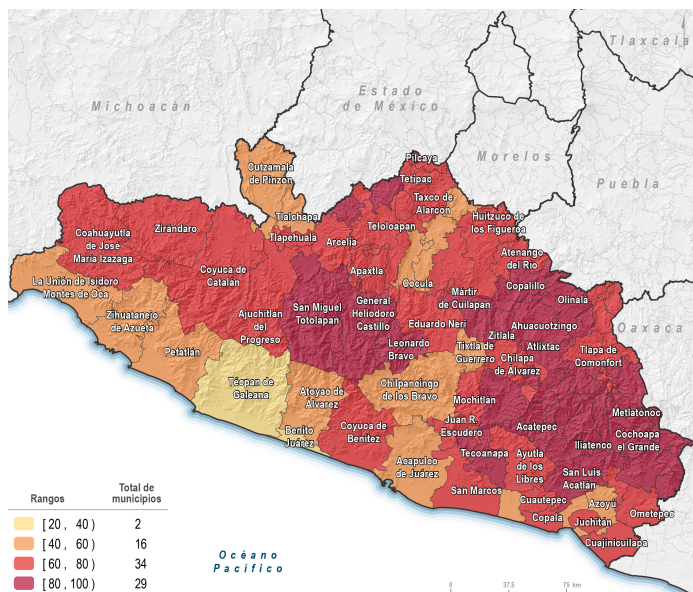 Tlaxcala
Estado
de México
Michoacán
Morelos
Puebla
Oaxaca
Pilcaya
Cutzamala
de Pinzón
Tetipac
Taxco de
Alarcón
Tlalchapa
Huitzuco de
los Figueroa
Teloloapan
Zirándaro
Coahuayutla
de José
María Izazaga
Tlapehuala
Arcelia
Atenango
del Río
Coyuca de
Catalán
Apaxtla
Cocula
Copalillo
La Unión de Isidoro
Montes de Oca
Mártir
de Cuilapan
Olinalá
San Miguel
Totolapan
General
Heliodoro
Castillo
Zihuatanejo
de Azueta
Ajuchitlán
del
Progreso
Eduardo Neri
Ahuacuotzingo
Zitlala
Leonardo
Bravo
Tixtla de
Guerrero
Atlixtac
Petatlán
Chilapa
de Álvarez
Tlapa de
Comonfort
Técpan de
Galeana
Atoyac de
Álvarez
Chilpancingo
de los Bravo
Mochitlán
Metlatónoc
Benito
Juárez
Coyuca de
Benítez
Juan R.
Escudero
Acatepec
Cochoapa
el Grande
Iliatenco
Tecoanapa
Ayutla
de los
Libres
Acapulco
de Juárez
San Luis
Acatlán
San Marcos
Cuautepec
Azoyú
Copala
Juchitán
Ometepec
Cuajinicuilapa
Océano
Pacífico
Rangos
Total de
municipios
[ 20 , 40) 2
[ 40 , 60) 16
[ 60 , 80) 34
[ 80 , 100) 29
0 37.5 75 km